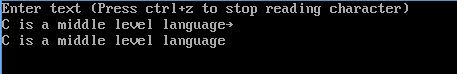 Enter text (Press ctrl+z to stop reading character)
C is a middle level language→
C is a middle level language